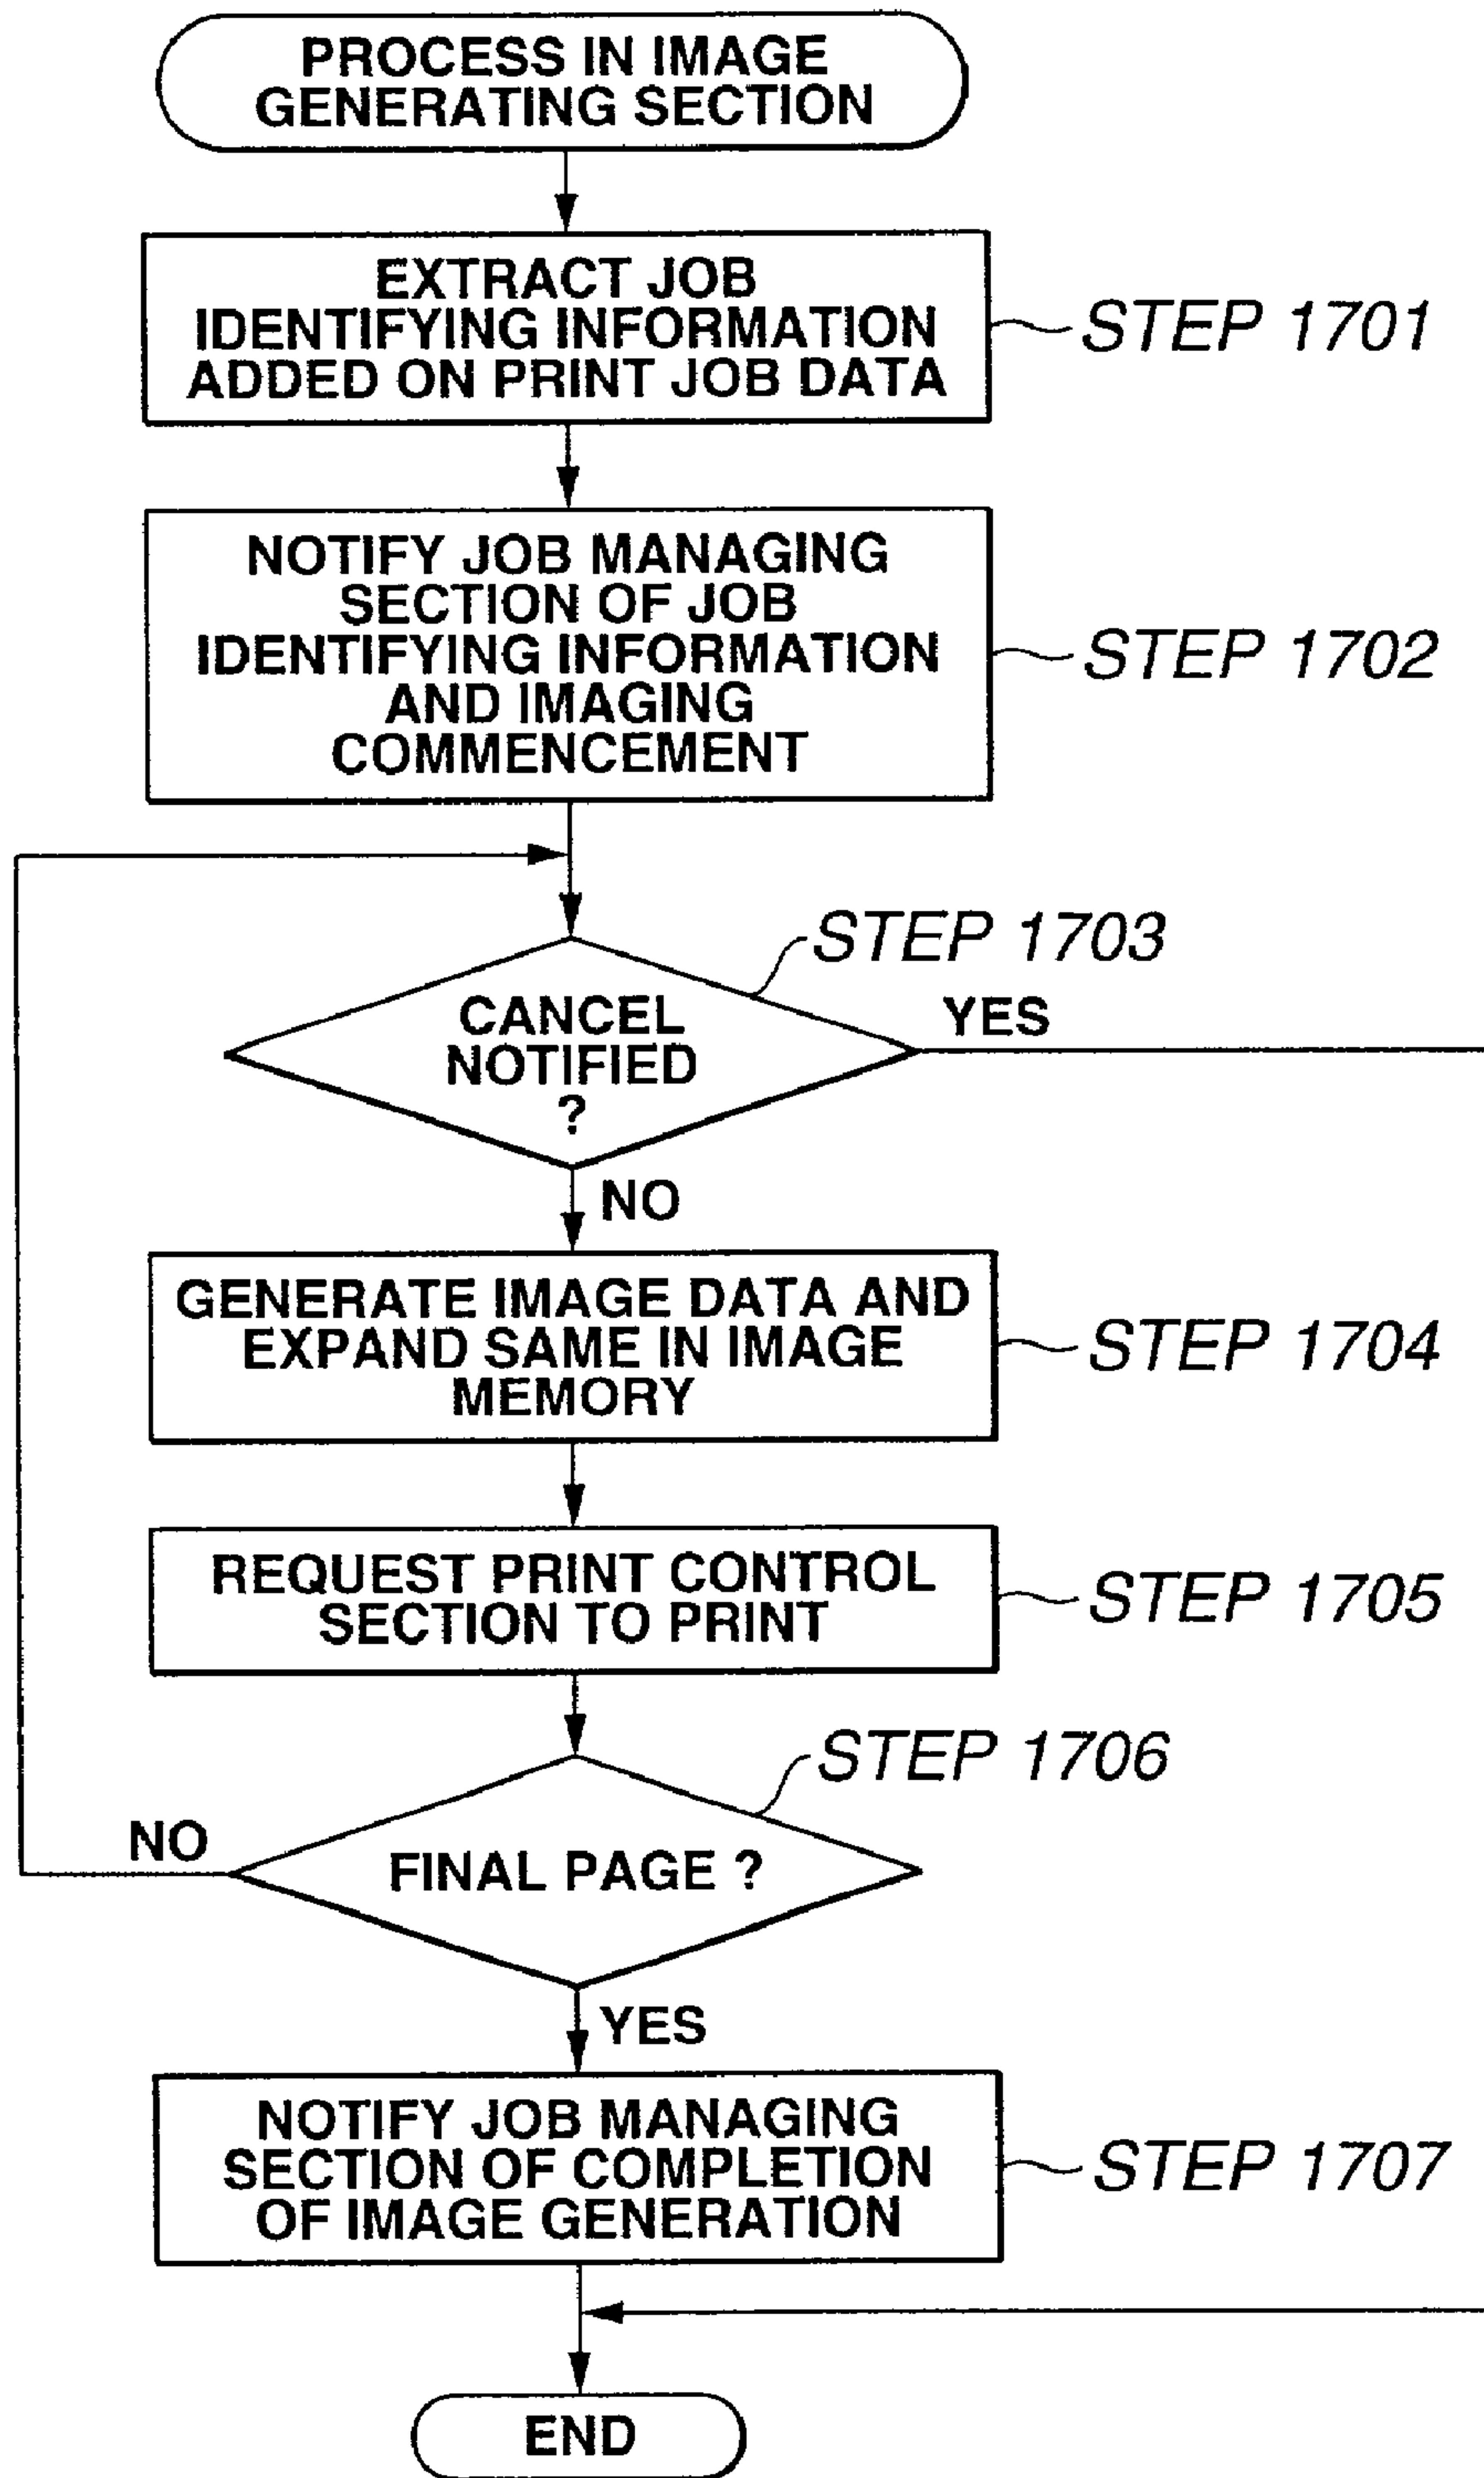 PROCESS IN IMAGE
GENERATING SECTION
EXTRACT JOB
IDENTIFYING INFORMATION
ADDED ON PRINT JOB DATA
STEP 1701
NOTIFY JOB MANAGING
SECTION OF JOB
IDENTIFYING INFORMATION
AND IMAGING
COMMENCEMENT
STEP 1702
STEP 1703
CANCEL
NOTIFIED
?
YES
NO
GENERATE IMAGE DATA AND
EXPAND SAME IN IMAGE
MEMORY
STEP 1704
REQUEST PRINT CONTROL
SECTION TO PRINT
STEP 1705
STEP 1706
NO
FINAL PAGE ?
YES
NOTIFY JOB MANAGING
SECTION OF COMPLETION
OF IMAGE GENERATION
STEP 1707
END